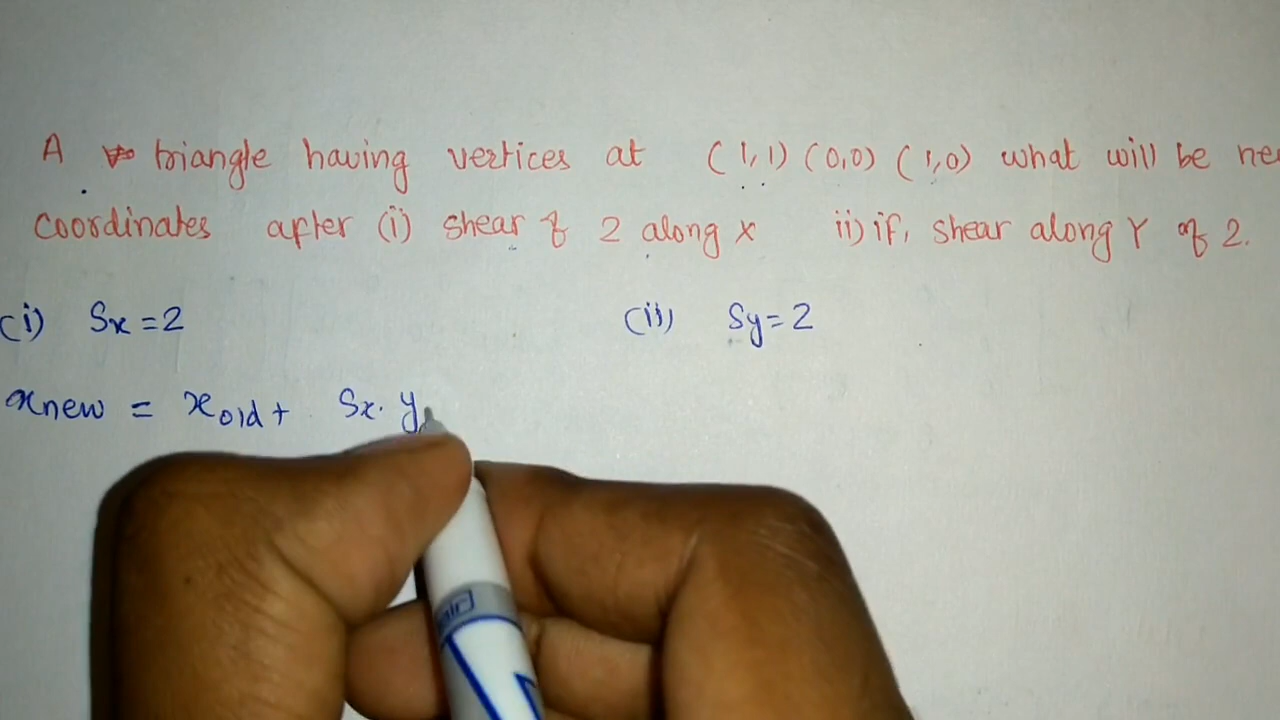 A triangle having vertices at (1,1) (0,0) (1,0) what will be ne
coordinates after (i) shear of 2 along X ii) if, shear along Y of 2.
(i) Sx = 2 (ii) Sy = 2
xnew = xold + Sx. y